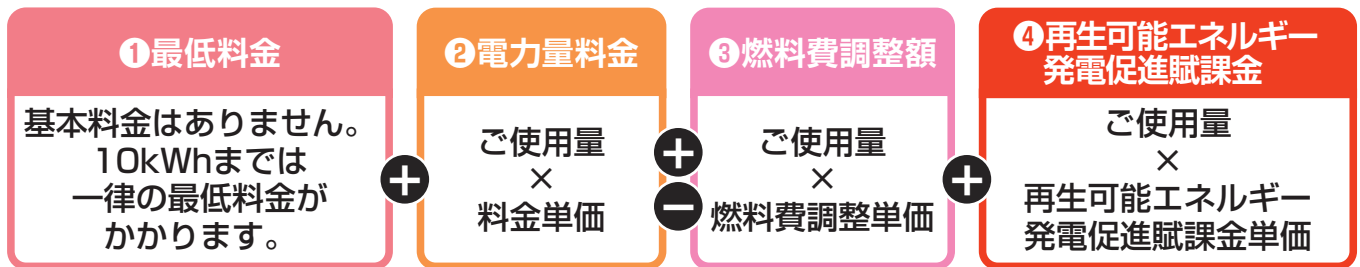 ❶最低料金
基本料金はありません。
10kWhまでは
一律の最低料金が
かかります。
+
❷電力量料金
ご使用量
×
料金単価
+
−
❸燃料費調整額
ご使用量
×
燃料費調整単価
+
❹再生可能エネルギー
発電促進賦課金
ご使用量
×
再生可能エネルギー
発電促進賦課金単価